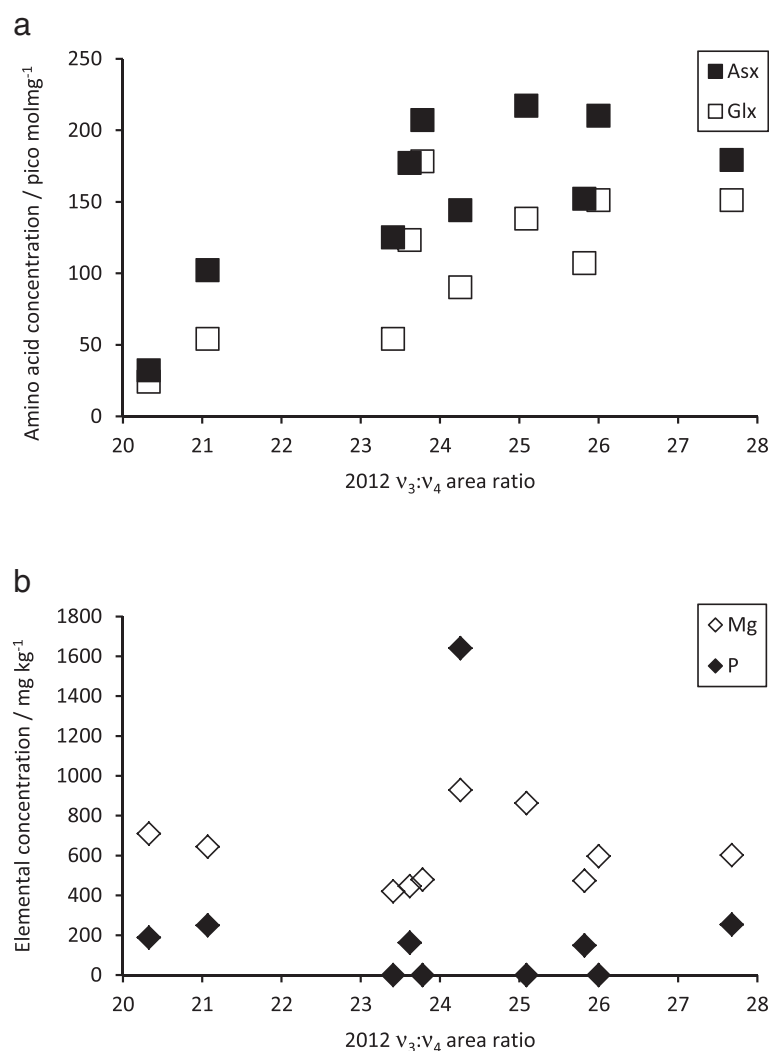 a
250
200
150
100
50
0
20 21 22 23 24 25 26 27 28
Amino acid concentration / pico molmg⁻¹
2012 ν₃:ν₄ area ratio
Asx
Glx
b
1800
1600
1400
1200
1000
800
600
400
200
0
20 21 22 23 24 25 26 27 28
Elemental concentration / mg kg⁻¹
2012 ν₃:ν₄ area ratio
Mg
P